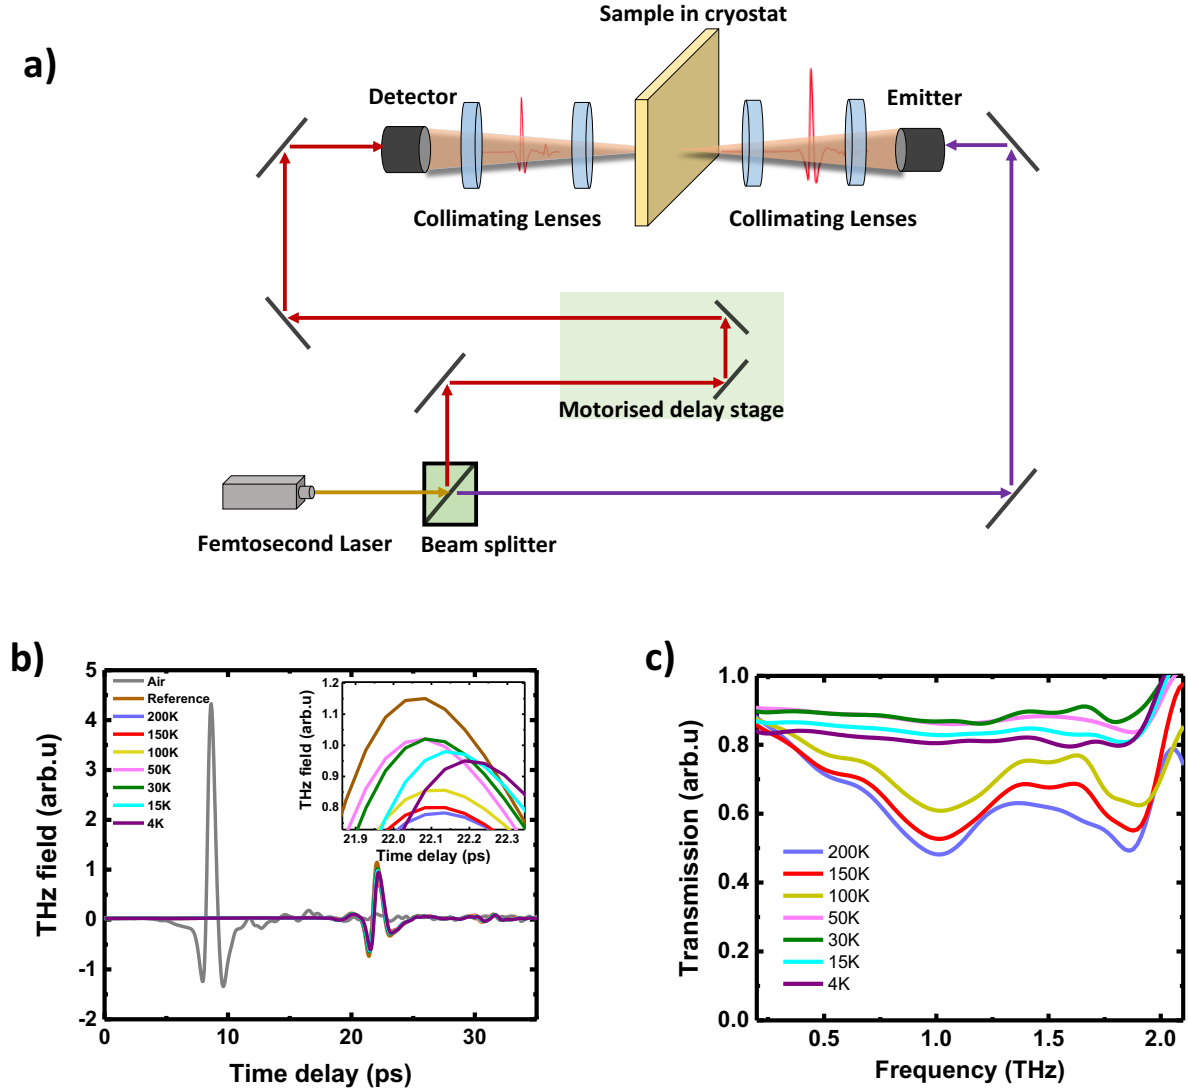 a)
Sample in cryostat
Detector
Emitter
Collimating Lenses
Collimating Lenses
Motorised delay stage
Femtosecond Laser
Beam splitter
b)
THz field (arb.u)
5
4
3
2
1
0
-1
-2
0
10
20
30
Time delay (ps)
Air
Reference
200K
150K
100K
50K
30K
15K
4K
THz field (arb.u)
1.2
1.1
1.0
0.9
0.8
21.9
22.0
22.1
22.2
22.3
Time delay (ps)
c)
Transmission (arb.u)
1.0
0.8
0.6
0.4
0.2
0.0
0.5
1.0
1.5
2.0
Frequency (THz)
200K
150K
100K
50K
30K
15K
4K